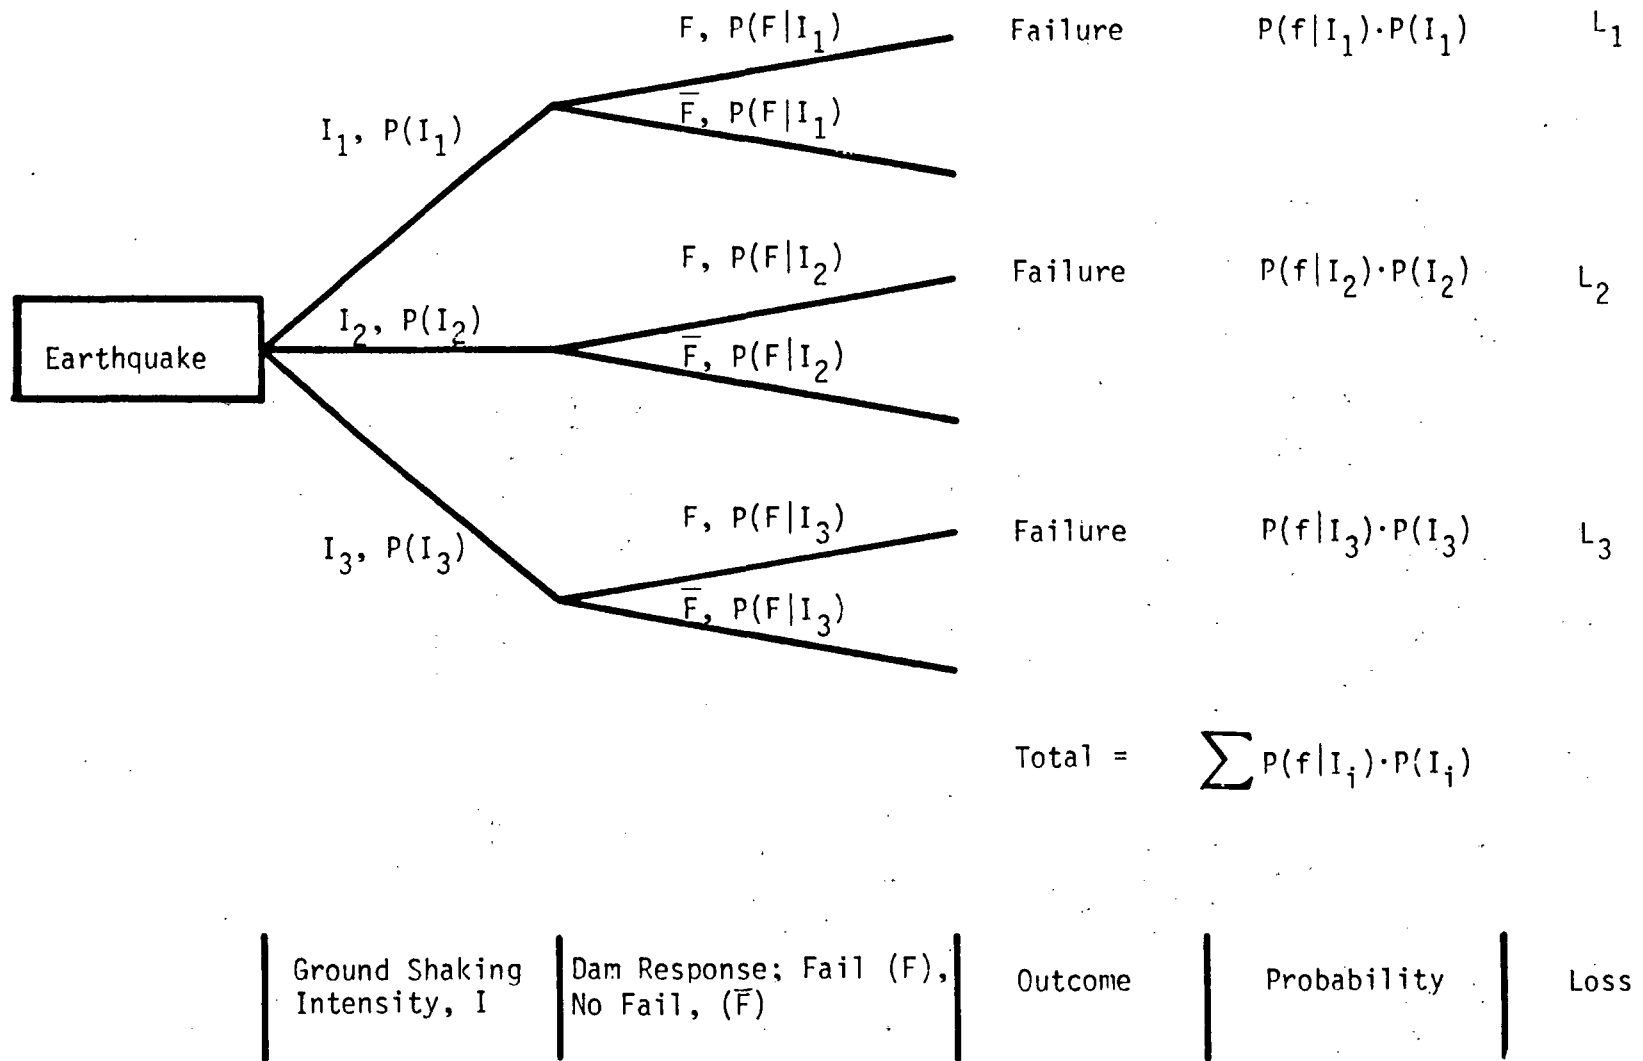 F, P(F|I₁) Failure P(f|I₁)·P(I₁) L₁
F̅, P(F|I₁)
I₁, P(I₁)
F, P(F|I₂) Failure P(f|I₂)·P(I₂) L₂
I₂, P(I₂)
F̅, P(F|I₂)
Earthquake
F, P(F|I₃) Failure P(f|I₃)·P(I₃) L₃
I₃, P(I₃)
F̅, P(F|I₃)
Total = ∑ P(f|Iᵢ)·P(Iᵢ)
Ground Shaking
Intensity, I
Dam Response; Fail (F),
No Fail, (F̅)
Outcome
Probability
Loss